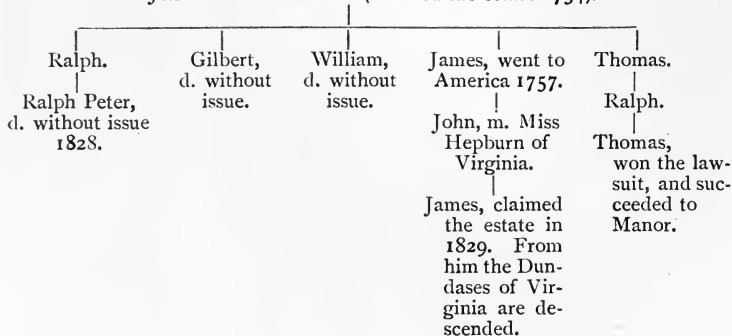 Ralph.
Ralph Peter,
d. without issue
1828.
Gilbert,
d. without
issue.
William,
d. without
issue.
James, went to
America 1757.
John, m. Miss
Hepburn of
Virginia.
James, claimed
the estate in
1829. From
him the Dun-
dases of Vir-
ginia are de-
scended.
Thomas.
Ralph.
Thomas,
won the law-
suit, and suc-
ceeded to
Manor.